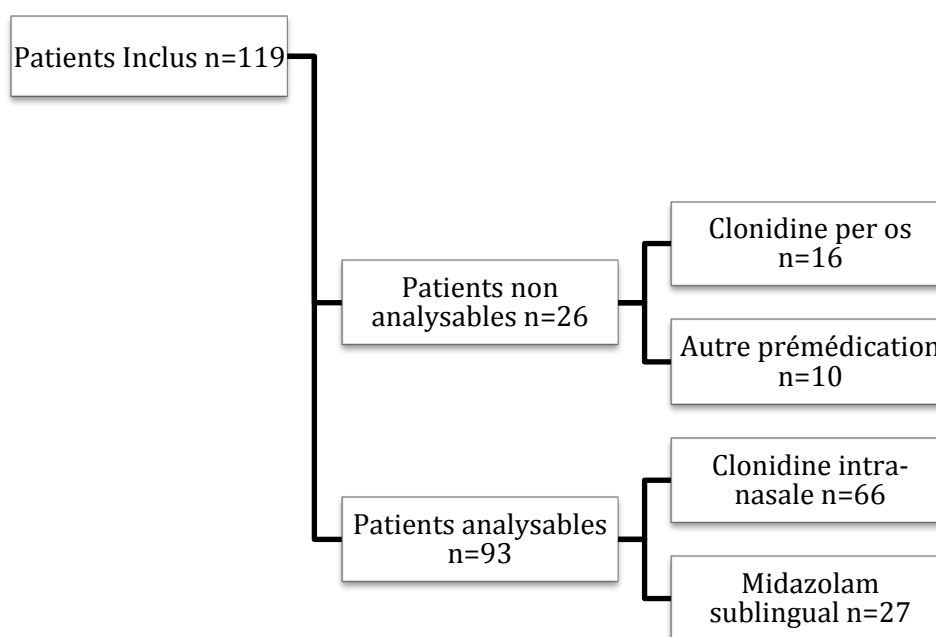 Patients Inclus n=119
Clonidine per os
n=16
Patients non
analysables n=26
Autre prémédication
n=10
Clonidine intra-
nasale n=66
Patients analysables
n=93
Midazolam
sublingual n=27